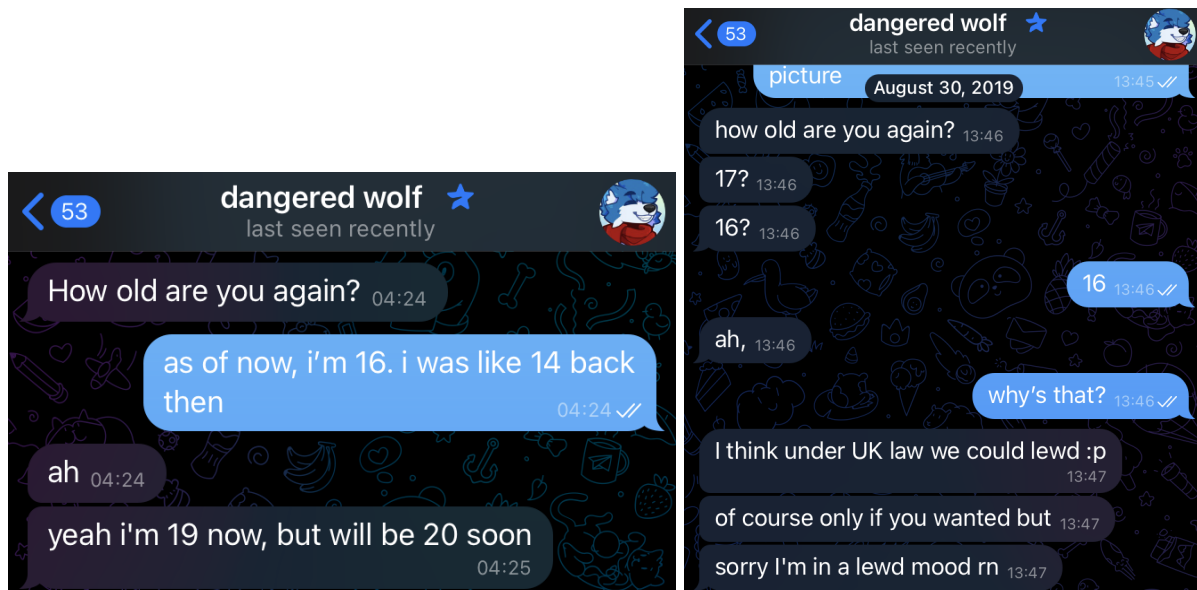 53
dangered wolf
last seen recently
How old are you again? 04:24
as of now, i'm 16. i was like 14 back
then
04:24
ah 04:24
yeah i'm 19 now, but will be 20 soon
04:25
53
dangered wolf
last seen recently
picture
13:45
August 30, 2019
how old are you again? 13:46
17? 13:46
16? 13:46
16 13:46
ah, 13:46
why's that? 13:46
I think under UK law we could lewd :p
13:47
of course only if you wanted but 13:47
sorry I'm in a lewd mood rn 13:47